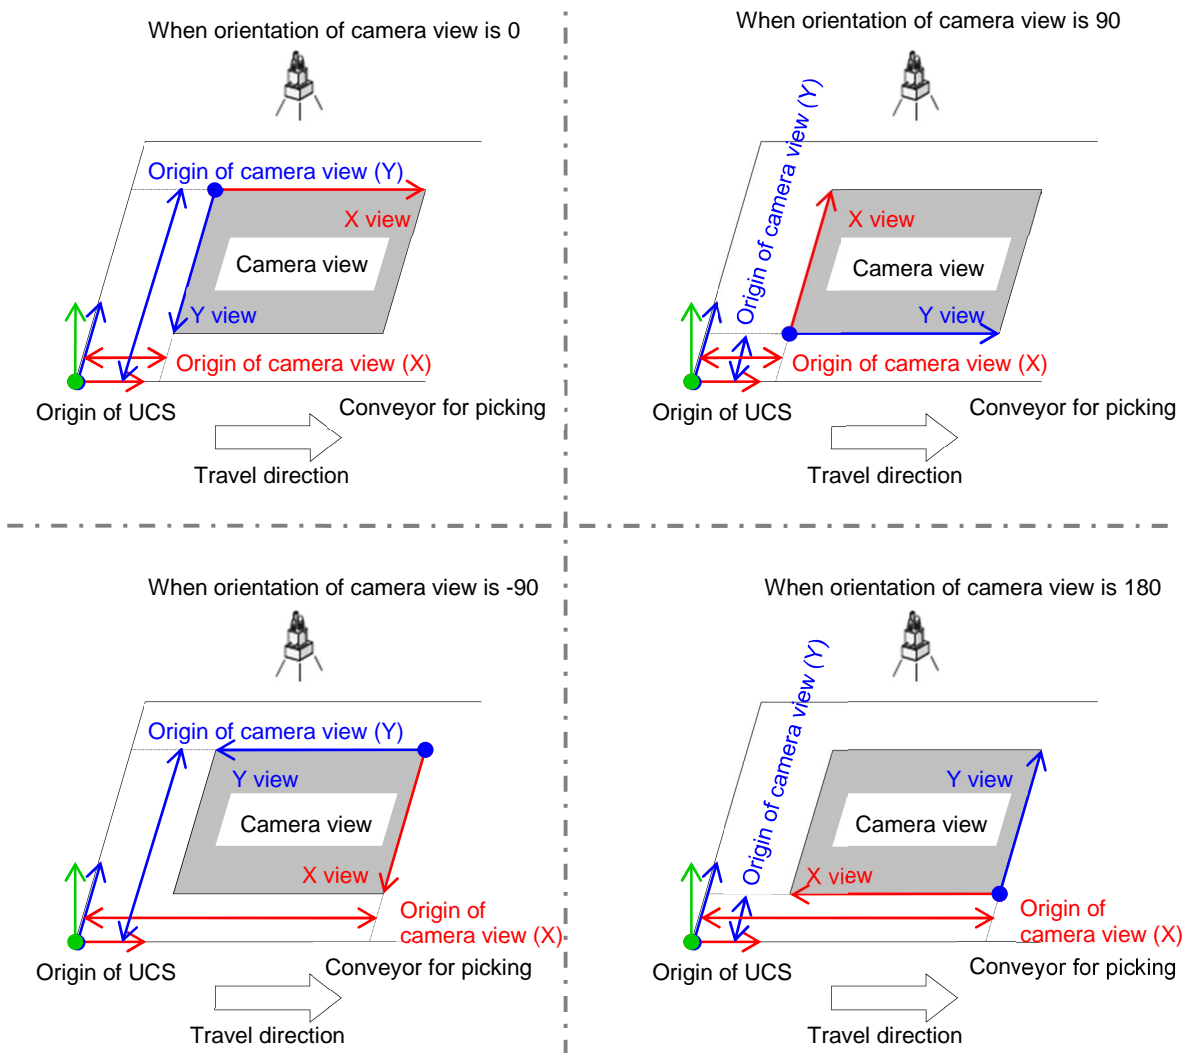 When orientation of camera view is 0
Origin of camera view (Y)
X view
Camera view
Y view
Origin of camera view (X)
Origin of UCS
Conveyor for picking
Travel direction
When orientation of camera view is 90
Origin of camera view (Y)
X view
Camera view
Y view
Origin of camera view (X)
Origin of UCS
Conveyor for picking
Travel direction
When orientation of camera view is -90
Origin of camera view (Y)
Y view
Camera view
X view
Origin of
camera view (X)
Origin of UCS
Conveyor for picking
Travel direction
When orientation of camera view is 180
Origin of camera view (Y)
Y view
Camera view
X view
Origin of
camera view (X)
Origin of UCS
Conveyor for picking
Travel direction